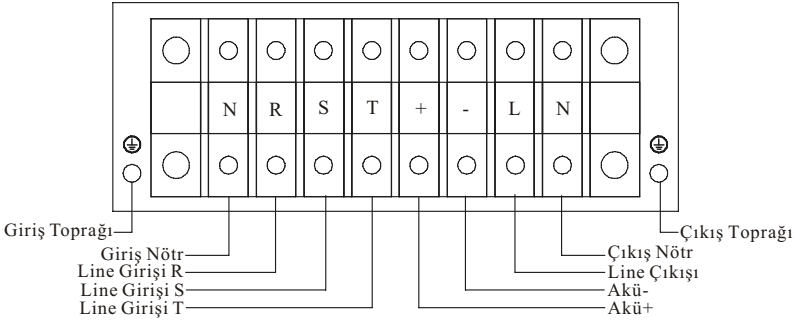 N R S T + - L N
Giriş Toprağı
Çıkış Toprağı
Giriş Nötr
Çıkış Nötr
Line Girişi R
Line Çıkışı
Line Girişi S
Akü-
Line Girişi T
Akü+